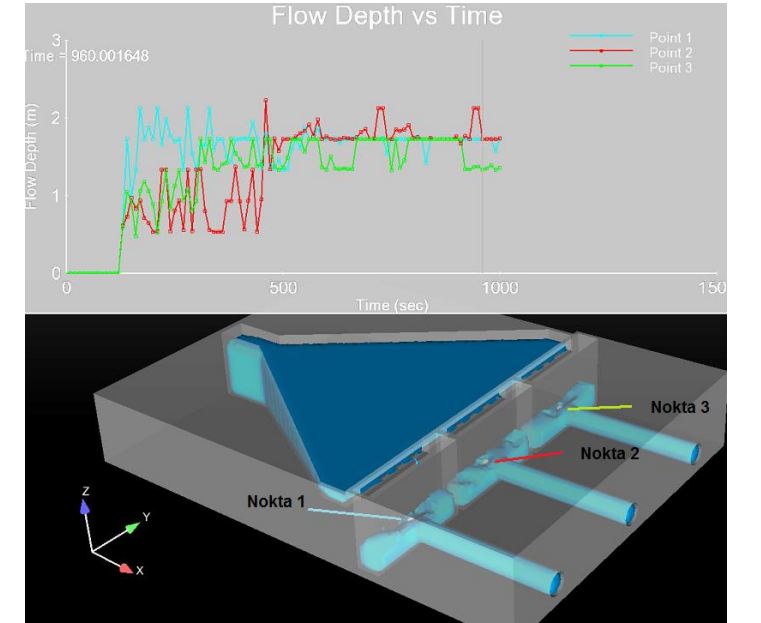 Flow Depth vs Time
Point 1
Point 2
Point 3
Time = 960.001648
3
2
1
0
Flow Depth (m)
0
500
1000
150
Time (sec)
Nokta 3
Nokta 2
Nokta 1
Z
Y
X